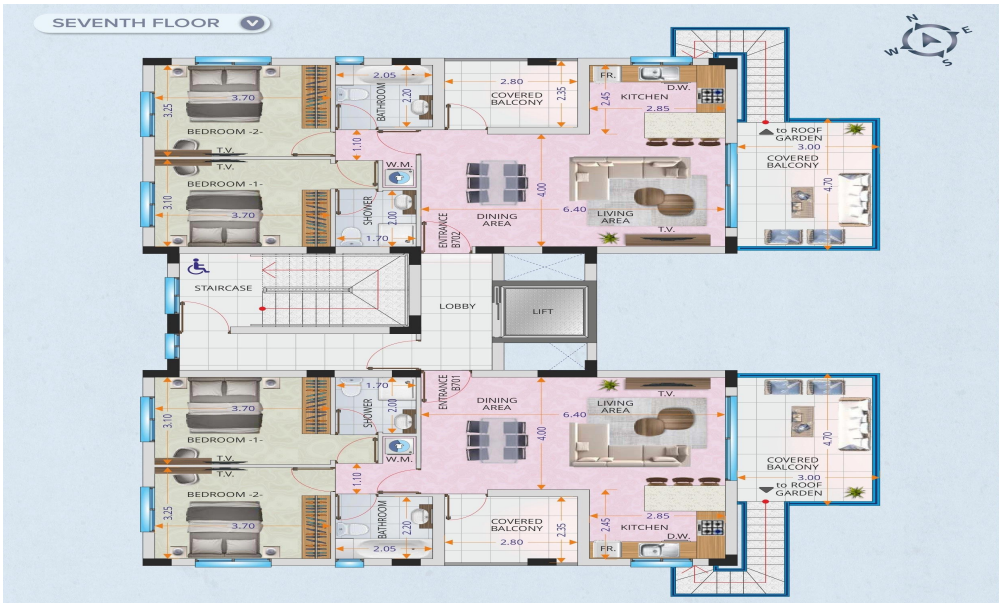 SEVENTH FLOOR V
N
E
W
S
2.05
BATHROOM
2.20
2.80
COVERED
BALCONY
2.35
FR.
D.W.
KITCHEN
2.45
2.85
3.25
3.70
BEDROOM -2-
T.V.
1.10
to ROOF
GARDEN
3.00
COVERED
BALCONY
4.70
T.V.
BEDROOM -1-
3.10
3.70
W.M.
SHOWER
2.00
1.70
ENTRANCE
B702
DINING
AREA
4.00
6.40
LIVING
AREA
T.V.
STAIRCASE
LOBBY
LIFT
3.10
3.70
BEDROOM -1-
T.V.
1.70
SHOWER
2.00
W.M.
ENTRANCE
B701
DINING
AREA
4.00
6.40
LIVING
AREA
T.V.
4.70
COVERED
BALCONY
3.00
to ROOF
GARDEN
T.V.
BEDROOM -2-
3.25
3.70
1.10
BATHROOM
2.20
2.05
COVERED
BALCONY
2.80
2.35
2.85
KITCHEN
2.45
D.W.
FR.